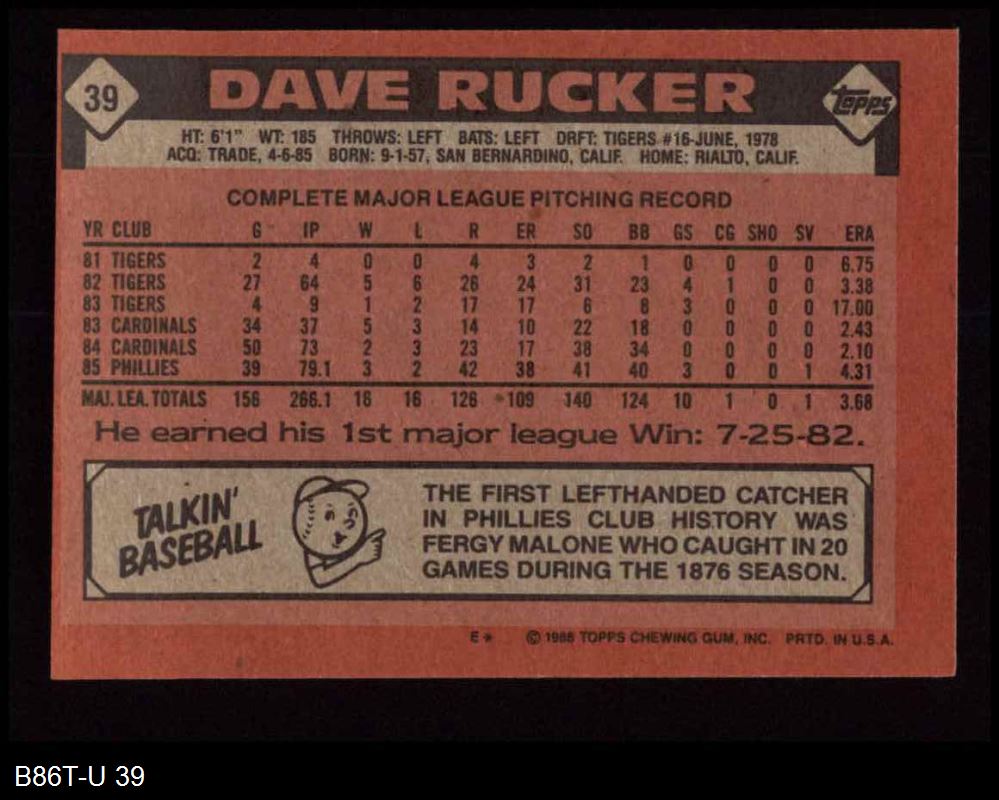 39
DAVE RUCKER
Topps
HT: 6'1" WT: 185 THROWS: LEFT BATS: LEFT DRFT: TIGERS #16-JUNE, 1978
ACQ: TRADE, 4-6-85 BORN: 9-1-57, SAN BERNARDINO, CALIF. HOME: RIALTO, CALIF.
COMPLETE MAJOR LEAGUE PITCHING RECORD
YR CLUB G IP W L R ER SO BB GS CG SHO SV ERA
81 TIGERS 2 4 0 0 4 3 2 1 0 0 0 0 6.75
82 TIGERS 27 64 5 6 26 24 31 23 4 1 0 0 3.38
83 TIGERS 4 9 1 2 17 17 6 8 3 0 0 0 17.00
83 CARDINALS 34 37 5 3 14 10 22 18 0 0 0 0 2.43
84 CARDINALS 50 73 2 3 23 17 38 34 0 0 0 0 2.10
85 PHILLIES 39 79.1 3 2 42 38 41 40 3 0 0 1 4.31
MAJ. LEA. TOTALS 156 266.1 16 16 126 109 140 124 10 1 0 1 3.68
He earned his 1st major league Win: 7-25-82.
TALKIN'
BASEBALL
THE FIRST LEFTHANDED CATCHER
IN PHILLIES CLUB HISTORY WAS
FERGY MALONE WHO CAUGHT IN 20
GAMES DURING THE 1876 SEASON.
E* © 1986 TOPPS CHEWING GUM, INC. PRTD. IN U.S.A.
B86T-U 39